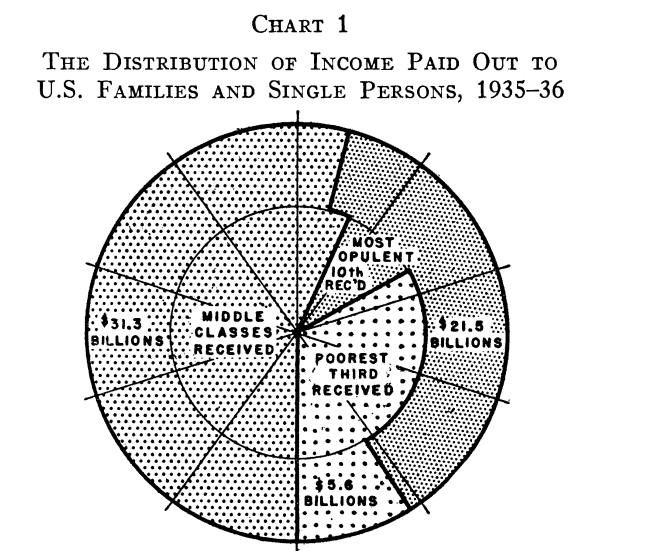 CHART 1
THE DISTRIBUTION OF INCOME PAID OUT TO
U.S. FAMILIES AND SINGLE PERSONS, 1935–36
MOST
OPULENT
10th
REC'D
$31.3
BILLIONS
MIDDLE
CLASSES
RECEIVED
$21.5
BILLIONS
POOREST
THIRD
RECEIVED
$5.6
BILLIONS